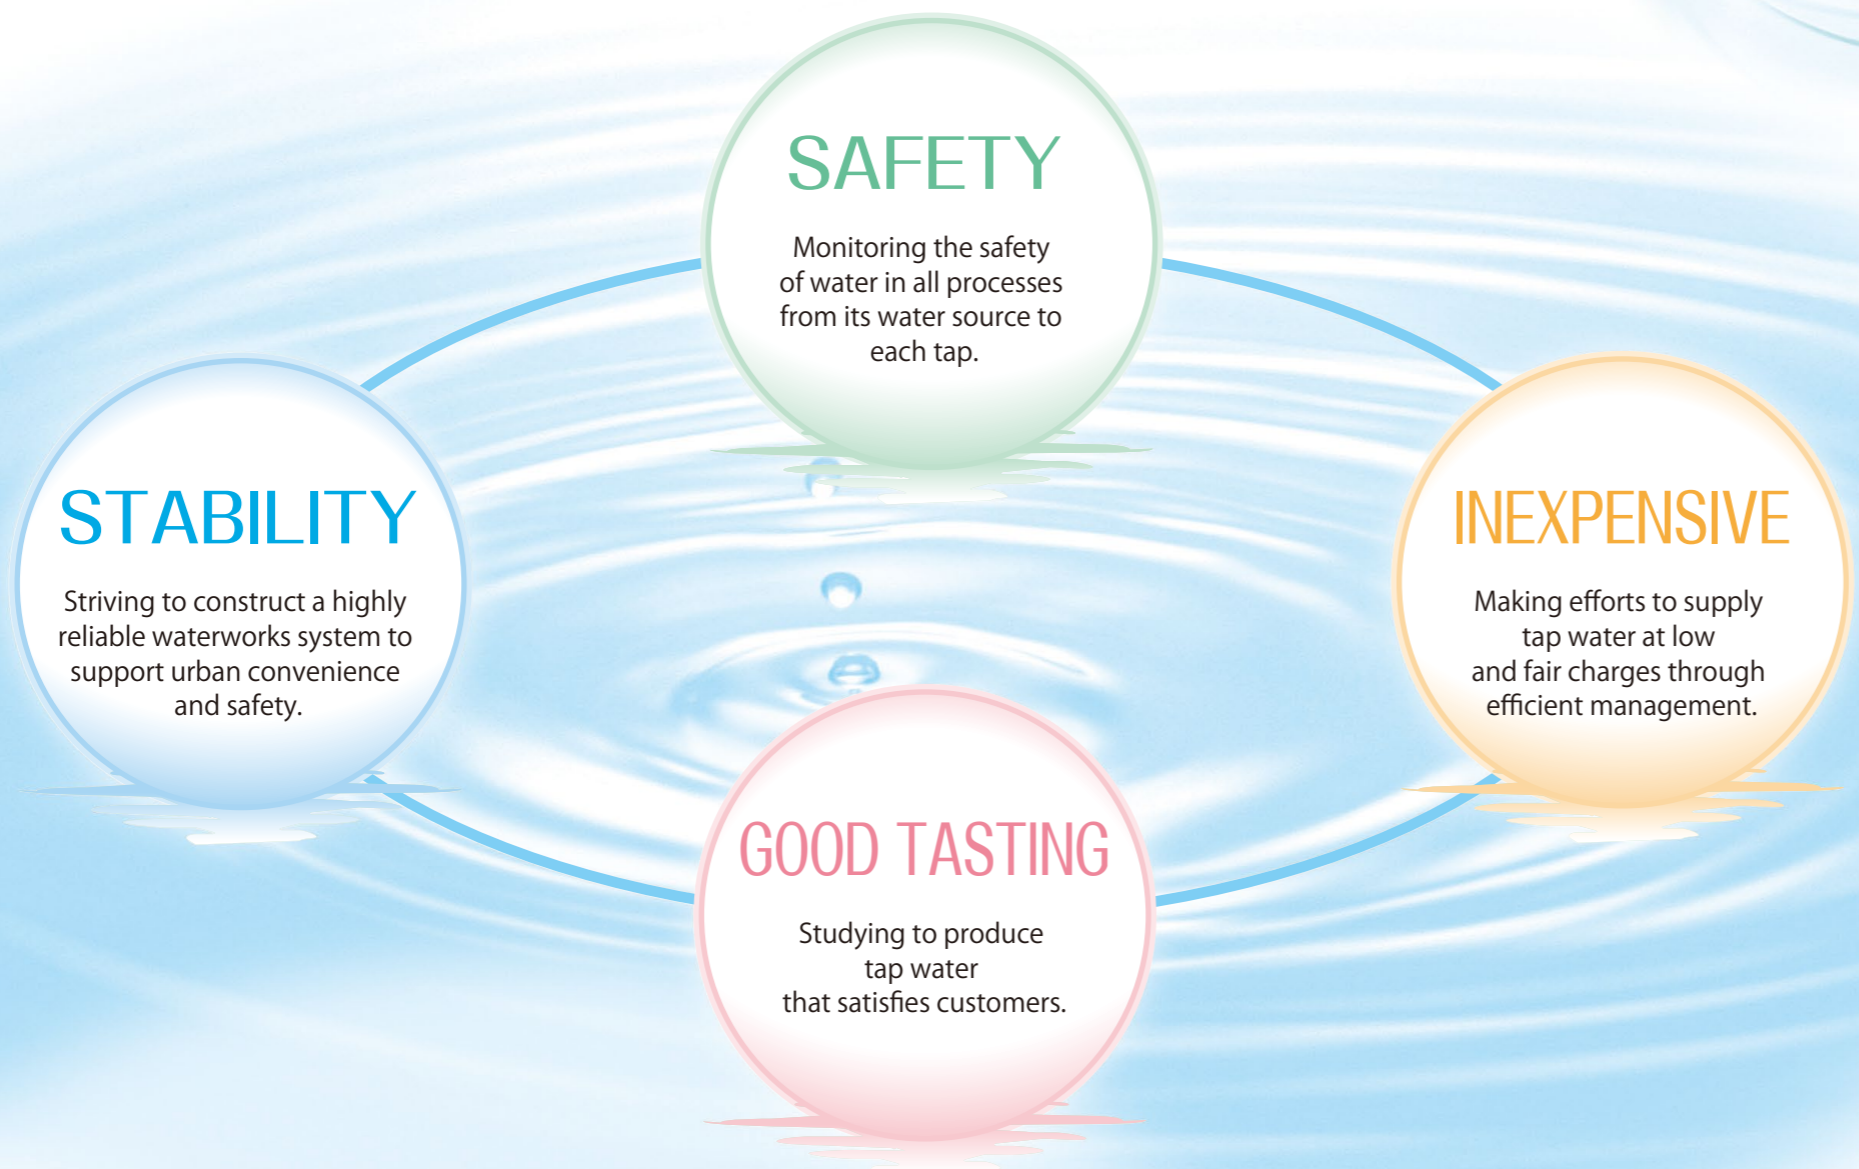 SAFETY
Monitoring the safety
of water in all processes
from its water source to
each tap.
STABILITY
Striving to construct a highly
reliable waterworks system to
support urban convenience
and safety.
INEXPENSIVE
Making efforts to supply
tap water at low
and fair charges through
efficient management.
GOOD TASTING
Studying to produce
tap water
that satisfies customers.